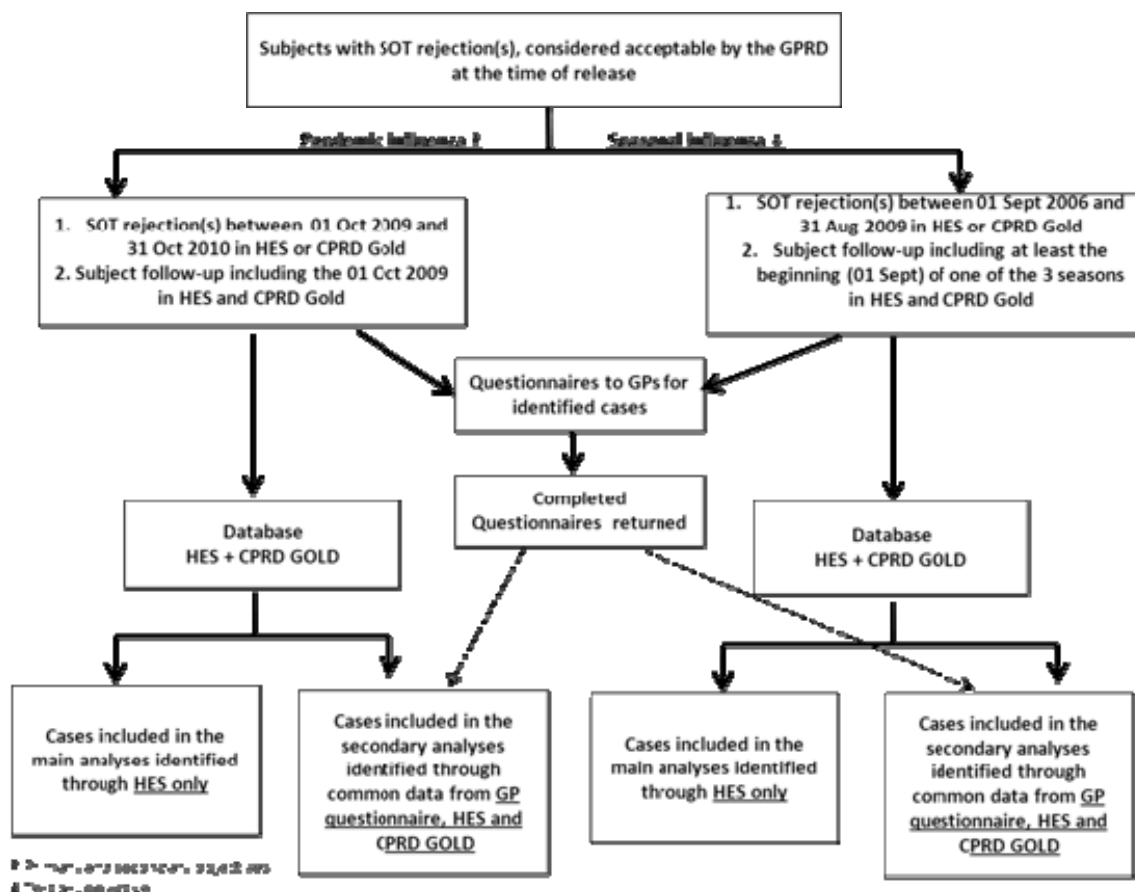 Subjects with SOT rejection(s), considered acceptable by the GPRD
at the time of release
Pandemic influenza
Seasonal influenza
1. SOT rejection(s) between 01 Oct 2009 and
31 Oct 2010 in HES or CPRD Gold
2. Subject follow-up including the 01 Oct 2009
in HES and CPRD Gold
1. SOT rejection(s) between 01 Sept 2006 and
31 Aug 2009 in HES or CPRD Gold
2. Subject follow-up including at least the
beginning (01 Sept) of one of the 3 seasons
in HES and CPRD Gold
Questionnaires to GPs for
identified cases
Completed
Questionnaires returned
Database
HES + CPRD GOLD
Database
HES + CPRD GOLD
Cases included in the
main analyses identified
through HES only
Cases included in the
secondary analyses
identified through
common data from GP
questionnaire, HES and
CPRD GOLD
Cases included in the
main analyses identified
through HES only
Cases included in the
secondary analyses
identified through
common data from GP
questionnaire, HES and
CPRD GOLD